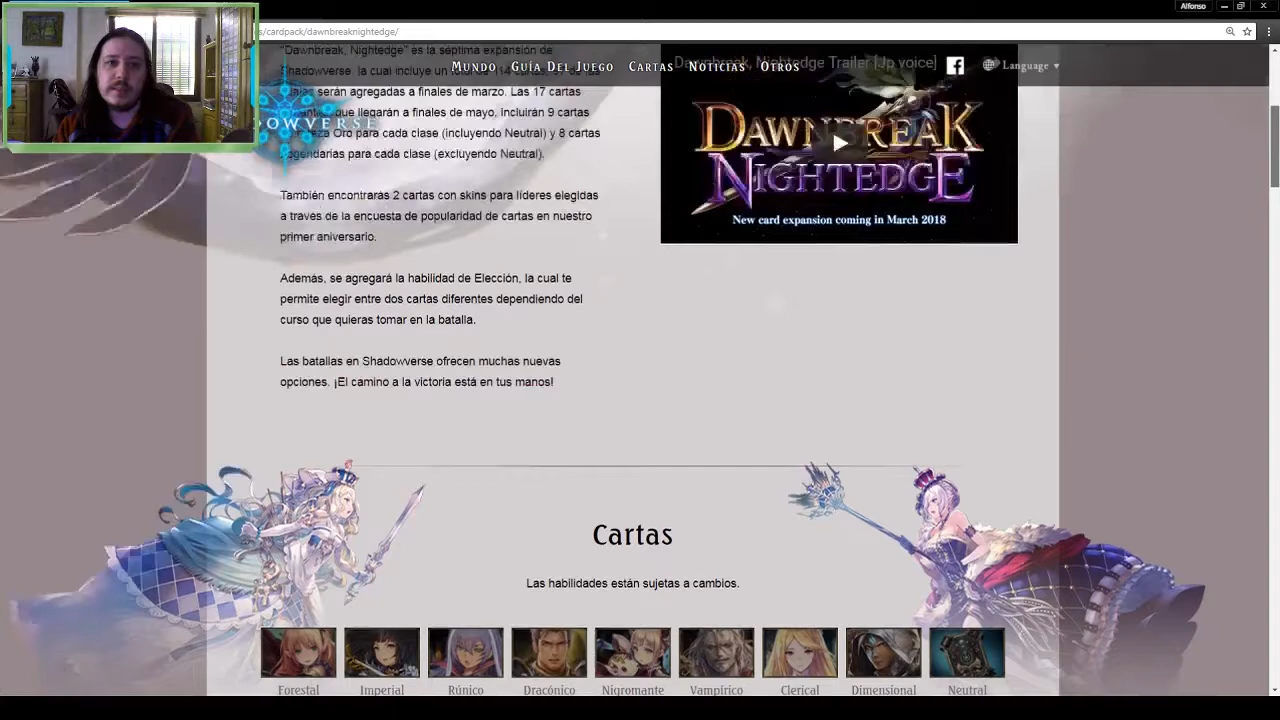 Alfonso
s/cardpack/dawnbreaknightedge/
Mundo Guía Del Juego Cartas Noticias Otros Language
"Dawnbreak, Nightedge" es la séptima expansión de
Shadowverse, la cual incluye un
serán agregadas a finales de marzo. Las 17 cartas
que llegarán a finales de mayo, incluirán 9 cartas
Oro para cada clase (incluyendo Neutral) y 8 cartas
legendarias para cada clase (excluyendo Neutral).
También encontrarás 2 cartas con skins para líderes elegidas
a través de la encuesta de popularidad de cartas en nuestro
primer aniversario.
Además, se agregará la habilidad de Elección, la cual te
permite elegir entre dos cartas diferentes dependiendo del
curso que quieras tomar en la batalla.
Las batallas en Shadowverse ofrecen muchas nuevas
opciones. ¡El camino a la victoria está en tus manos!
Dawnbreak, Nightedge Trailer [Jp voice]
Dawnbreak
Nightedge
New card expansion coming in March 2018
Cartas
Las habilidades están sujetas a cambios.
Forestal Imperial Rúnico Dracónico Nigromante Vampírico Clerical Dimensional Neutral